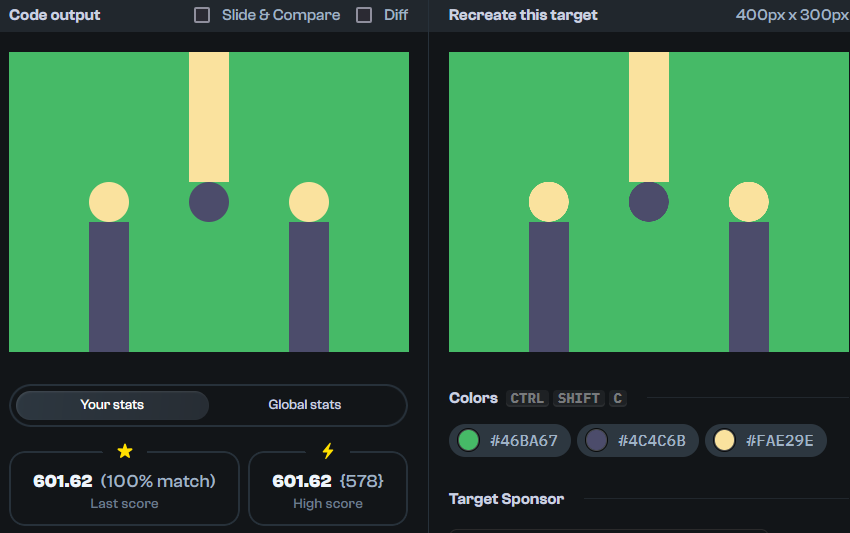 Code output
Slide & Compare
Diff
Recreate this target
400px x 300px
Your stats
Global stats
601.62 (100% match)
Last score
601.62 {578}
High score
Colors CTRL SHIFT C
#46BA67
#4C4C6B
#FAE29E
Target Sponsor